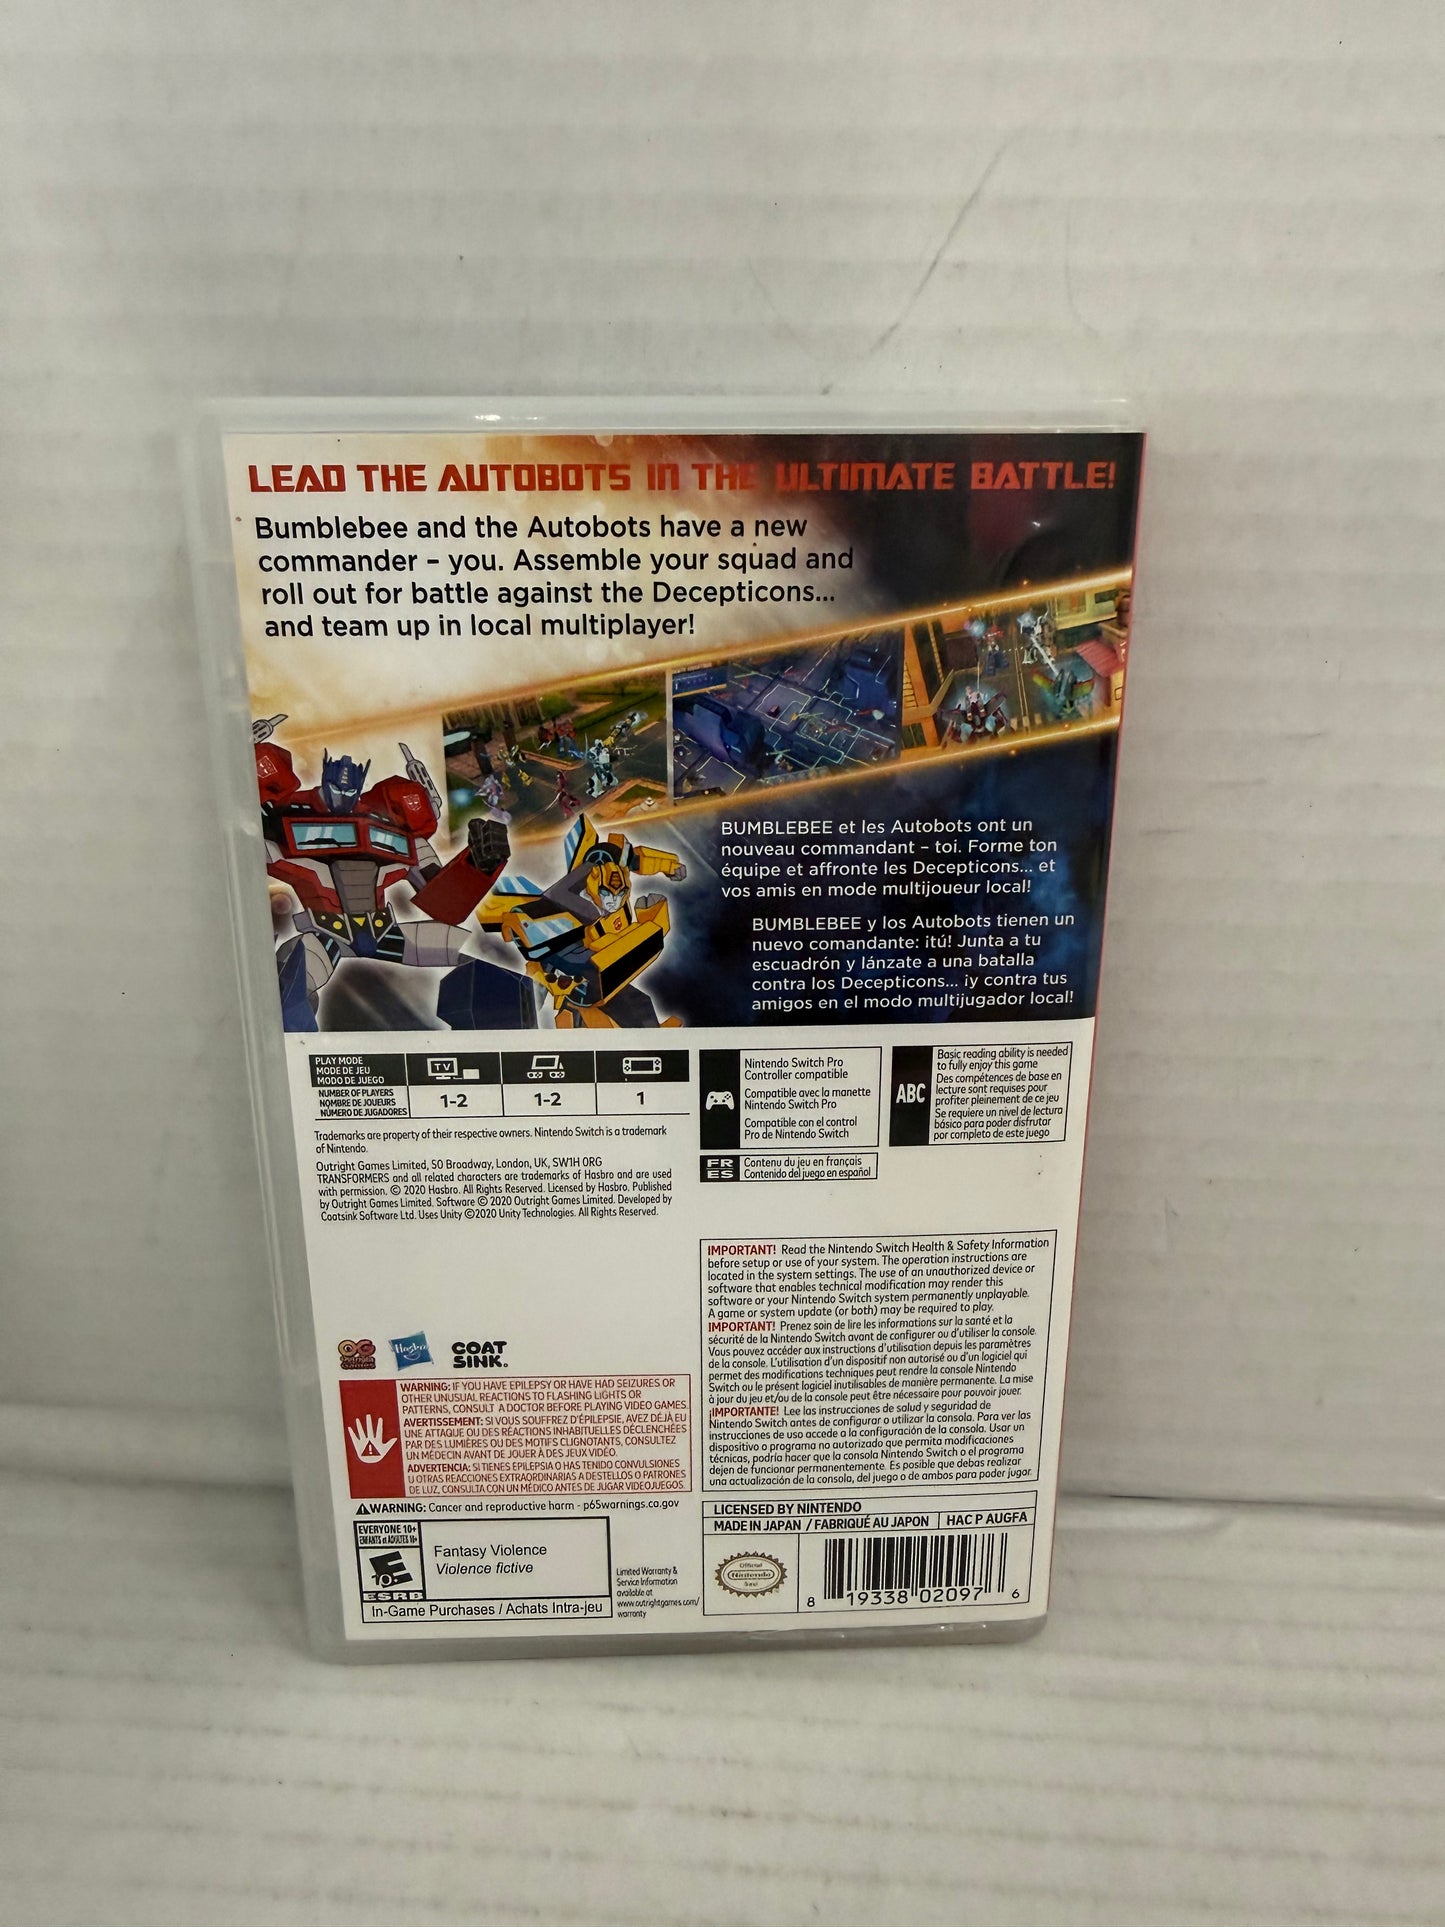 LEAD THE AUTOBOTS IN THE ULTIMATE BATTLE!
Bumblebee and the Autobots have a new
commander – you. Assemble your squad and
roll out for battle against the Decepticons...
and team up in local multiplayer!
BUMBLEBEE et les Autobots ont un
nouveau commandant – toi. Forme ton
équipe et affronte les Decepticons... et
vos amis en mode multijoueur local!
BUMBLEBEE y los Autobots tienen un
nuevo comandante: ¡tú! Junta a tu
escuadrón y lánzate a una batalla
contra los Decepticons... ¡y contra tus
amigos en el modo multijugador local!
PLAY MODE
MODE DE JEU
MODO DE JUEGO
TV
NUMBER OF PLAYERS
NOMBRE DE JOUEURS
NÚMERO DE JUGADORES
1-2
1-2
1
Nintendo Switch Pro
Controller compatible
Compatible avec la manette
Nintendo Switch Pro
Compatible con el control
Pro de Nintendo Switch
ABC
Basic reading ability is needed
to fully enjoy this game
Des compétences de base en
lecture sont requises pour
profiter pleinement de ce jeu
Se requiere un nivel de lectura
básico para poder disfrutar
por completo de este juego
FR
ES
Contenu du jeu en français
Contenido del juego en español
Trademarks are property of their respective owners. Nintendo Switch is a trademark
of Nintendo.
Outright Games Limited, 50 Broadway, London, UK, SW1H 0RG
TRANSFORMERS and all related characters are trademarks of Hasbro and are used
with permission. © 2020 Hasbro. All Rights Reserved. Licensed by Hasbro. Published
by Outright Games Limited. Software © 2020 Outright Games Limited. Developed by
Coatsink Software Ltd. Uses Unity ©2020 Unity Technologies. All Rights Reserved.
IMPORTANT! Read the Nintendo Switch Health & Safety Information
before setup or use of your system. The operation instructions are
located in the system settings. The use of an unauthorized device or
software that enables technical modification may render this
software or your Nintendo Switch system permanently unplayable.
A game or system update (or both) may be required to play.
IMPORTANT! Prenez soin de lire les informations sur la santé et la
sécurité de la Nintendo Switch avant de configurer ou d'utiliser la console.
Vous pouvez accéder aux instructions d'utilisation depuis les paramètres
de la console. L'utilisation d'un dispositif non autorisé ou d'un logiciel qui
permet des modifications techniques peut rendre la console Nintendo
Switch ou le présent logiciel inutilisables de manière permanente. La mise
à jour du jeu et/ou de la console peut être nécessaire pour pouvoir jouer.
¡IMPORTANTE! Lee las instrucciones de salud y seguridad de
Nintendo Switch antes de configurar o utilizar la consola. Para ver las
instrucciones de uso accede a la configuración de la consola. Usar un
dispositivo o programa no autorizado que permita modificaciones
técnicas, podría hacer que la consola Nintendo Switch o el programa
dejen de funcionar permanentemente. Es posible que debas realizar
una actualización de la consola, del juego o de ambos para poder jugar.
OG
Outright
Games
Hasbro
COAT
SINK.
WARNING: IF YOU HAVE EPILEPSY OR HAVE HAD SEIZURES OR
OTHER UNUSUAL REACTIONS TO FLASHING LIGHTS OR
PATTERNS, CONSULT A DOCTOR BEFORE PLAYING VIDEO GAMES.
AVERTISSEMENT: SI VOUS SOUFFREZ D'ÉPILEPSIE, AVEZ DÉJÀ EU
UNE ATTAQUE OU DES RÉACTIONS INHABITUELLES DÉCLENCHÉES
PAR DES LUMIÈRES OU DES MOTIFS CLIGNOTANTS, CONSULTEZ
UN MÉDECIN AVANT DE JOUER À DES JEUX VIDÉO.
ADVERTENCIA: SI TIENES EPILEPSIA O HAS TENIDO CONVULSIONES
U OTRAS REACCIONES EXTRAORDINARIAS A DESTELLOS O PATRONES
DE LUZ, CONSULTA CON UN MÉDICO ANTES DE JUGAR VIDEOJUEGOS.
WARNING: Cancer and reproductive harm - p65warnings.ca.gov
EVERYONE 10+
ENFANTS et ADULTES 10+
E
10+
ESRB
Fantasy Violence
Violence fictive
In-Game Purchases / Achats Intra-jeu
Limited Warranty &
Service Information
available at
www.outrightgames.com/
warranty
LICENSED BY NINTENDO
MADE IN JAPAN / FABRIQUÉ AU JAPON
HAC P AUGFA
Official
Nintendo
Seal
8 19338 02097 6